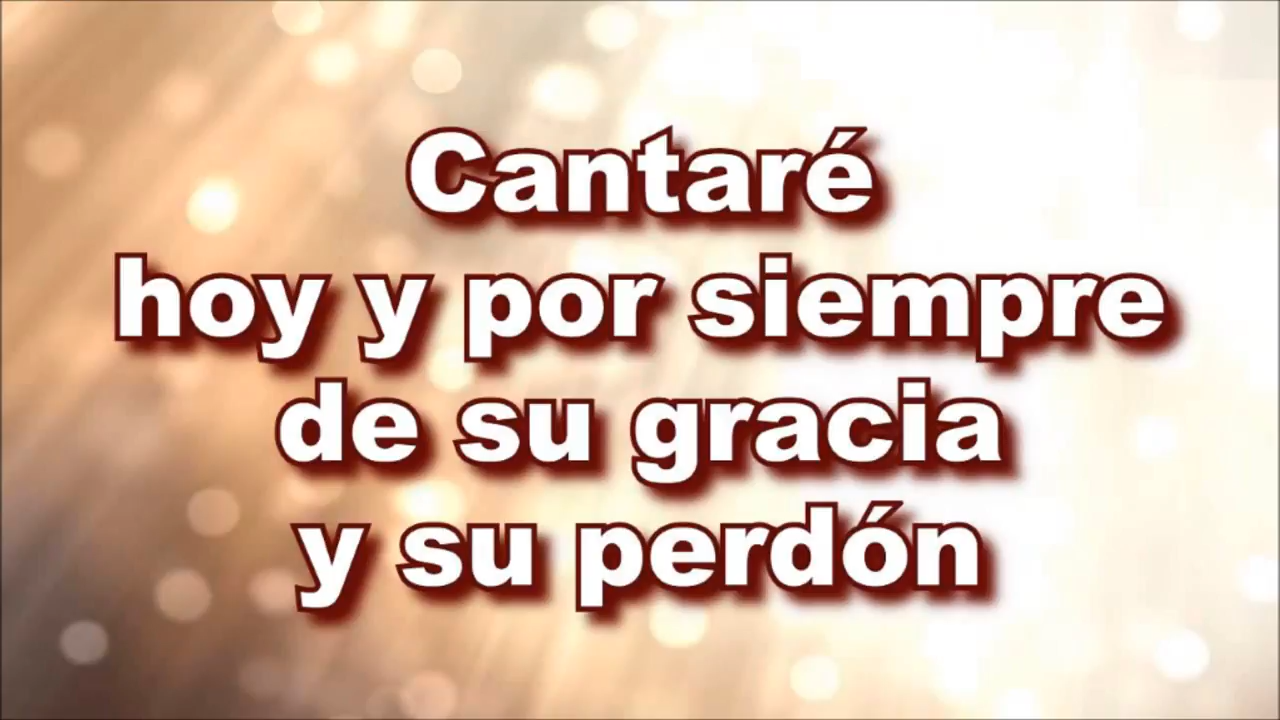 Cantaré
hoy y por siempre
de su gracia
y su perdón